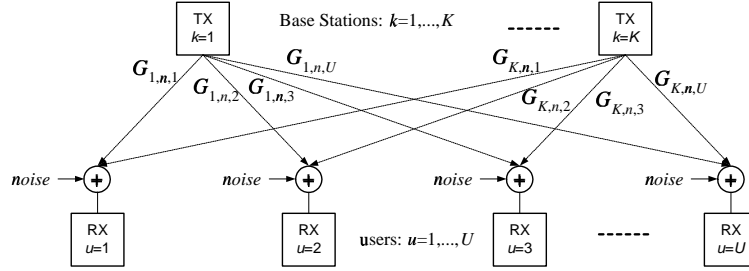 TX
k=1
Base Stations: k=1,...,K
TX
k=K
G1,n,1
G1,n,2
G1,n,3
G1,n,U
GK,n,1
GK,n,2
GK,n,3
GK,n,U
noise
+
noise
+
noise
+
noise
+
RX
u=1
RX
u=2
users: u=1,...,U
RX
u=3
RX
u=U